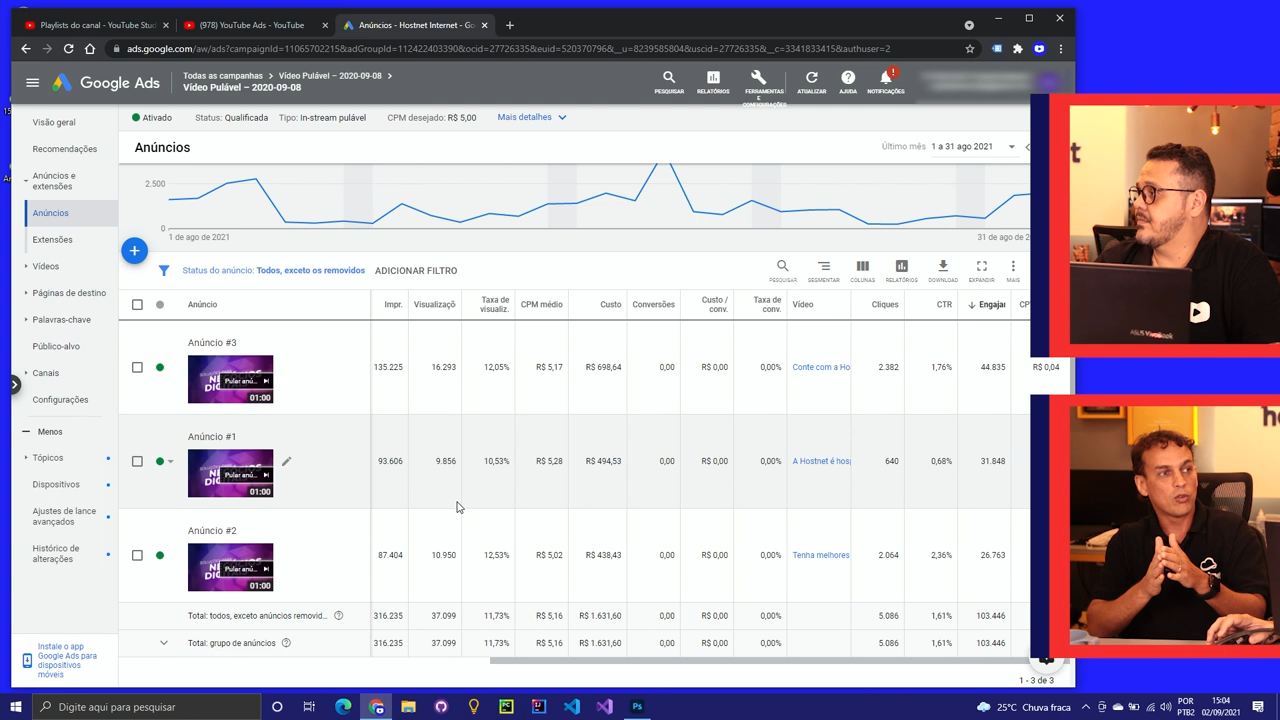 Playlists do canal - YouTube Stud
(978) YouTube Ads - YouTube
Anúncios - Hostnet Internet - Go
ads.google.com/aw/ads?campaignId=11065702215&adGroupId=112422403390&ocid=27726335&euid=520370796&__u=8239585804&uscid=277263335&__c=3341833415&authuser=2
Google Ads
Todas as campanhas
Vídeo Pulável – 2020-09-08
Vídeo Pulável – 2020-09-08
PESQUISAR
RELATÓRIOS
FERRAMENTAS
E
CONFIGURAÇÕES
ATUALIZAR
AJUDA
NOTIFICAÇÕES
Ativado
Status: Qualificada
Tipo: In-stream pulável
CPM desejado: R$ 5,00
Mais detalhes
Visão geral
Recomendações
Anúncios e
extensões
Anúncios
Extensões
Vídeos
Páginas de destino
Palavras-chave
Público-alvo
Canais
Configurações
Menos
Tópicos
Dispositivos
Ajustes de lance
avançados
Histórico de
alterações
Instale o app
Google Ads para
dispositivos
móveis
Anúncios
Último mês
1 a 31 ago 2021
2.500
0
1 de ago de 2021
31 de ago de 2
Status do anúncio: Todos, exceto os removidos
ADICIONAR FILTRO
PESQUISAR
SEGMENTAR
COLUNAS
RELATÓRIOS
DOWNLOAD
EXPANDIR
MAIS
Anúncio
Impr.
Visualizaçõ
Taxa de
visualiz.
CPM médio
Custo
Conversões
Custo /
conv.
Taxa de
conv.
Vídeo
Cliques
CTR
Engajar
CP
Anúncio #3
Pular anú...
01:00
135.225 16.293 12,05% R$ 5,17 R$ 698,64 0,00 R$ 0,00 0,00% Conte com a Ho 2.382 1,76% 44.835 R$ 0,04
Anúncio #1
Pular anú...
01:00
93.606 9.856 10,53% R$ 5,28 R$ 494,53 0,00 R$ 0,00 0,00% A Hostnet é hosp 640 0,68% 31.848
Anúncio #2
Pular anú...
01:00
87.404 10.950 12,53% R$ 5,02 R$ 438,43 0,00 R$ 0,00 0,00% Tenha melhores 2.064 2,36% 26.763
Total: todos, exceto anúncios removid... 316.235 37.099 11,73% R$ 5,16 R$ 1.631,60 0,00 R$ 0,00 0,00% 5.086 1,61% 103.446
Total: grupo de anúncios 316.235 37.099 11,73% R$ 5,16 R$ 1.631,60 0,00 R$ 0,00 0,00% 5.086 1,61% 103.446
1 - 3 de 3
ASUS VivoBook
Digite aqui para pesquisar
25°C Chuva fraca
POR
PTB2
15:04
02/09/2021